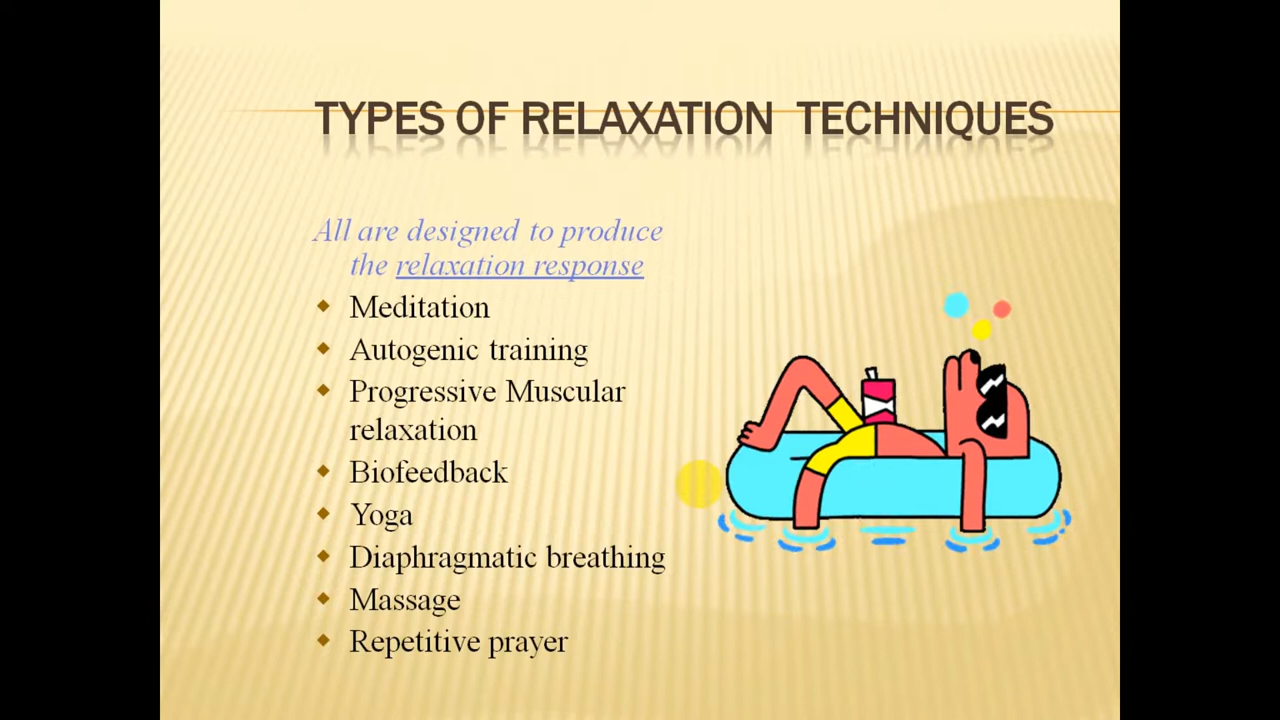 TYPES OF RELAXATION TECHNIQUES
All are designed to produce
the relaxation response
Meditation
Autogenic training
Progressive Muscular
relaxation
Biofeedback
Yoga
Diaphragmatic breathing
Massage
Repetitive prayer